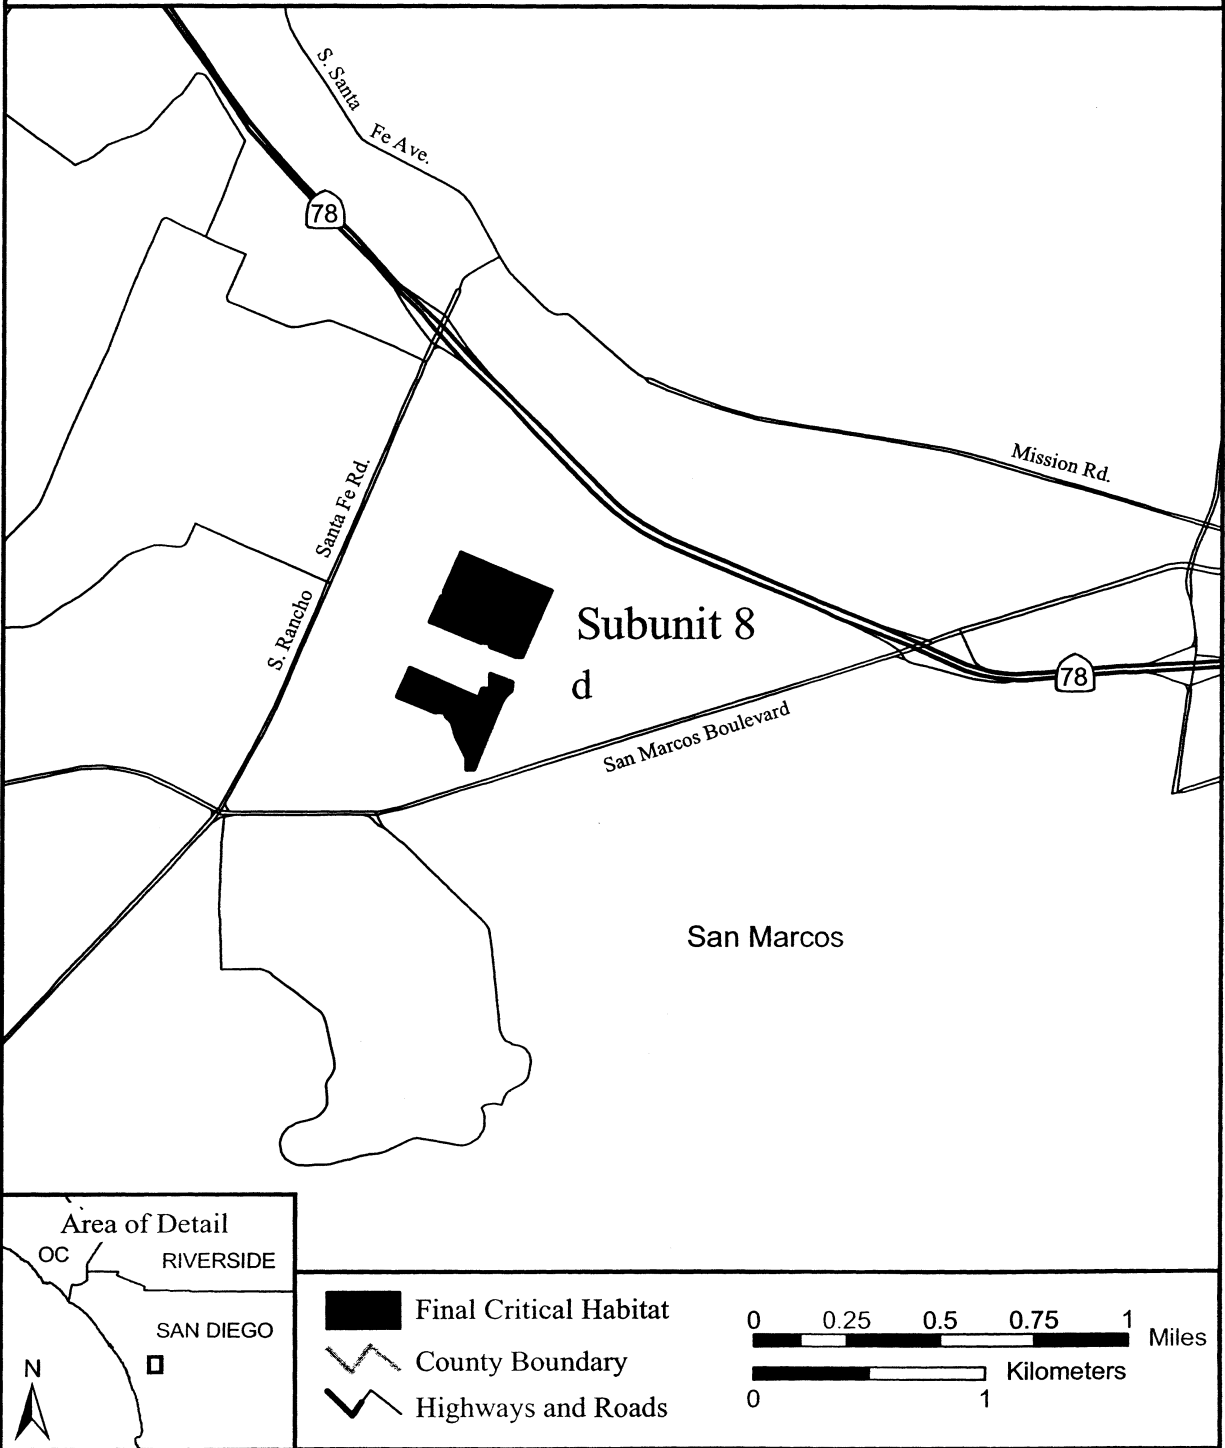 S. Santa
Fe Ave.
78
Mission Rd.
S. Rancho Santa Fe Rd.
Subunit 8
d
78
San Marcos Boulevard
San Marcos
Area of Detail
OC
RIVERSIDE
SAN DIEGO
N
Final Critical Habitat
County Boundary
Highways and Roads
0 0.25 0.5 0.75 1
Miles
Kilometers
0 1